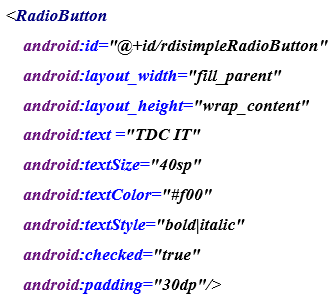 <RadioButton
android:id="@+id/rdisimpleRadioButton"
android:layout_width="fill_parent"
android:layout_height="wrap_content"
android:text ="TDC IT"
android:textSize="40sp"
android:textColor="#f00"
android:textStyle="bold|italic"
android:checked="true"
android:padding="30dp"/>